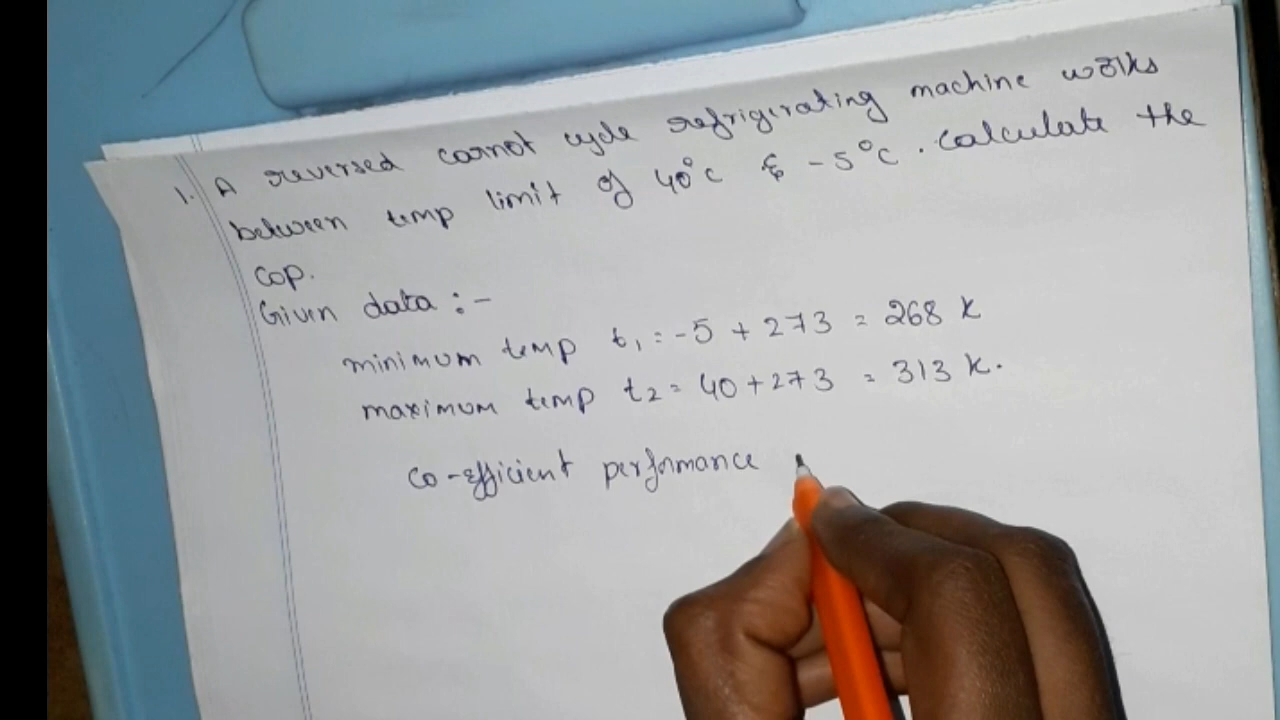 1. A reversed carnot cycle refrigerating machine works
between temp limit of 40°C & -5°C. calculate the
cop.
Given data :-
minimum temp t₁ = -5 + 273 = 268 K
maximum temp t₂ = 40 + 273 = 313 K.
co-efficient performance